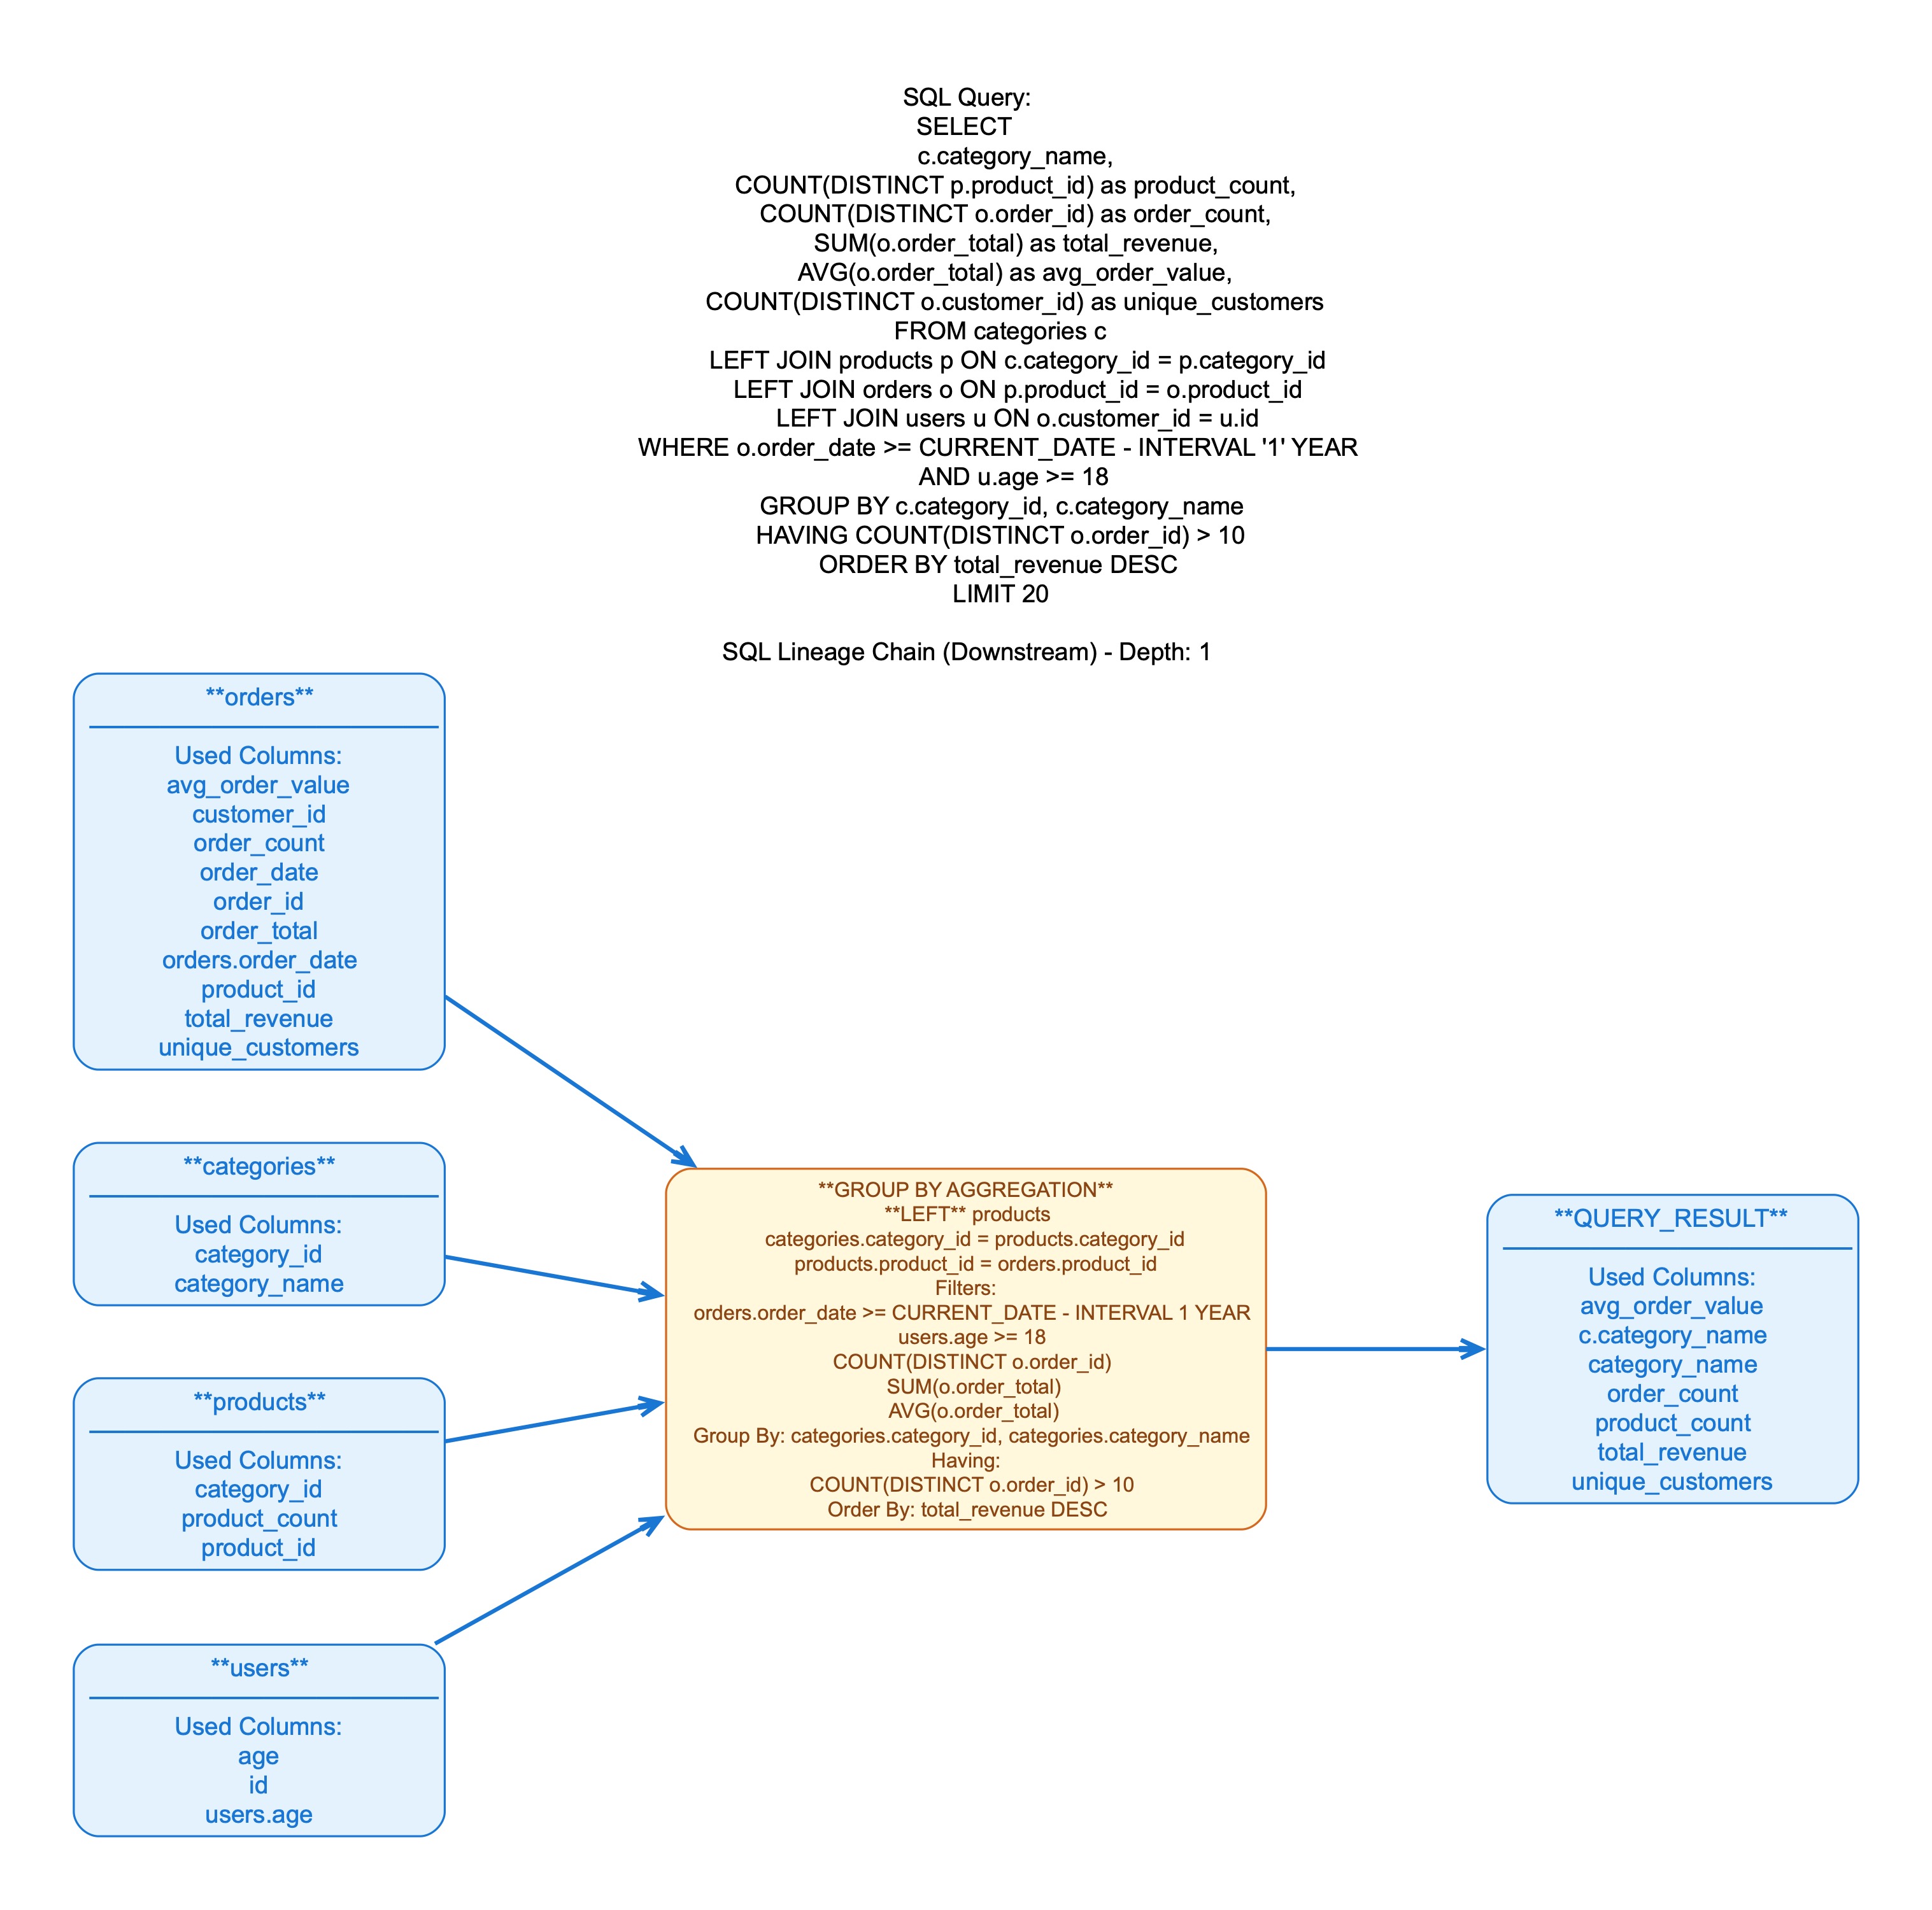 SQL Query:
SELECT
c.category_name,
COUNT(DISTINCT p.product_id) as product_count,
COUNT(DISTINCT o.order_id) as order_count,
SUM(o.order_total) as total_revenue,
AVG(o.order_total) as avg_order_value,
COUNT(DISTINCT o.customer_id) as unique_customers
FROM categories c
LEFT JOIN products p ON c.category_id = p.category_id
LEFT JOIN orders o ON p.product_id = o.product_id
LEFT JOIN users u ON o.customer_id = u.id
WHERE o.order_date >= CURRENT_DATE - INTERVAL '1' YEAR
AND u.age >= 18
GROUP BY c.category_id, c.category_name
HAVING COUNT(DISTINCT o.order_id) > 10
ORDER BY total_revenue DESC
LIMIT 20
SQL Lineage Chain (Downstream) - Depth: 1
**orders**
Used Columns:
avg_order_value
customer_id
order_count
order_date
order_id
order_total
orders.order_date
product_id
total_revenue
unique_customers
**categories**
Used Columns:
category_id
category_name
**products**
Used Columns:
category_id
product_count
product_id
**users**
Used Columns:
age
id
users.age
**GROUP BY AGGREGATION**
**LEFT** products
categories.category_id = products.category_id
products.product_id = orders.product_id
Filters:
orders.order_date >= CURRENT_DATE - INTERVAL 1 YEAR
users.age >= 18
COUNT(DISTINCT o.order_id)
SUM(o.order_total)
AVG(o.order_total)
Group By: categories.category_id, categories.category_name
Having:
COUNT(DISTINCT o.order_id) > 10
Order By: total_revenue DESC
**QUERY_RESULT**
Used Columns:
avg_order_value
c.category_name
category_name
order_count
product_count
total_revenue
unique_customers